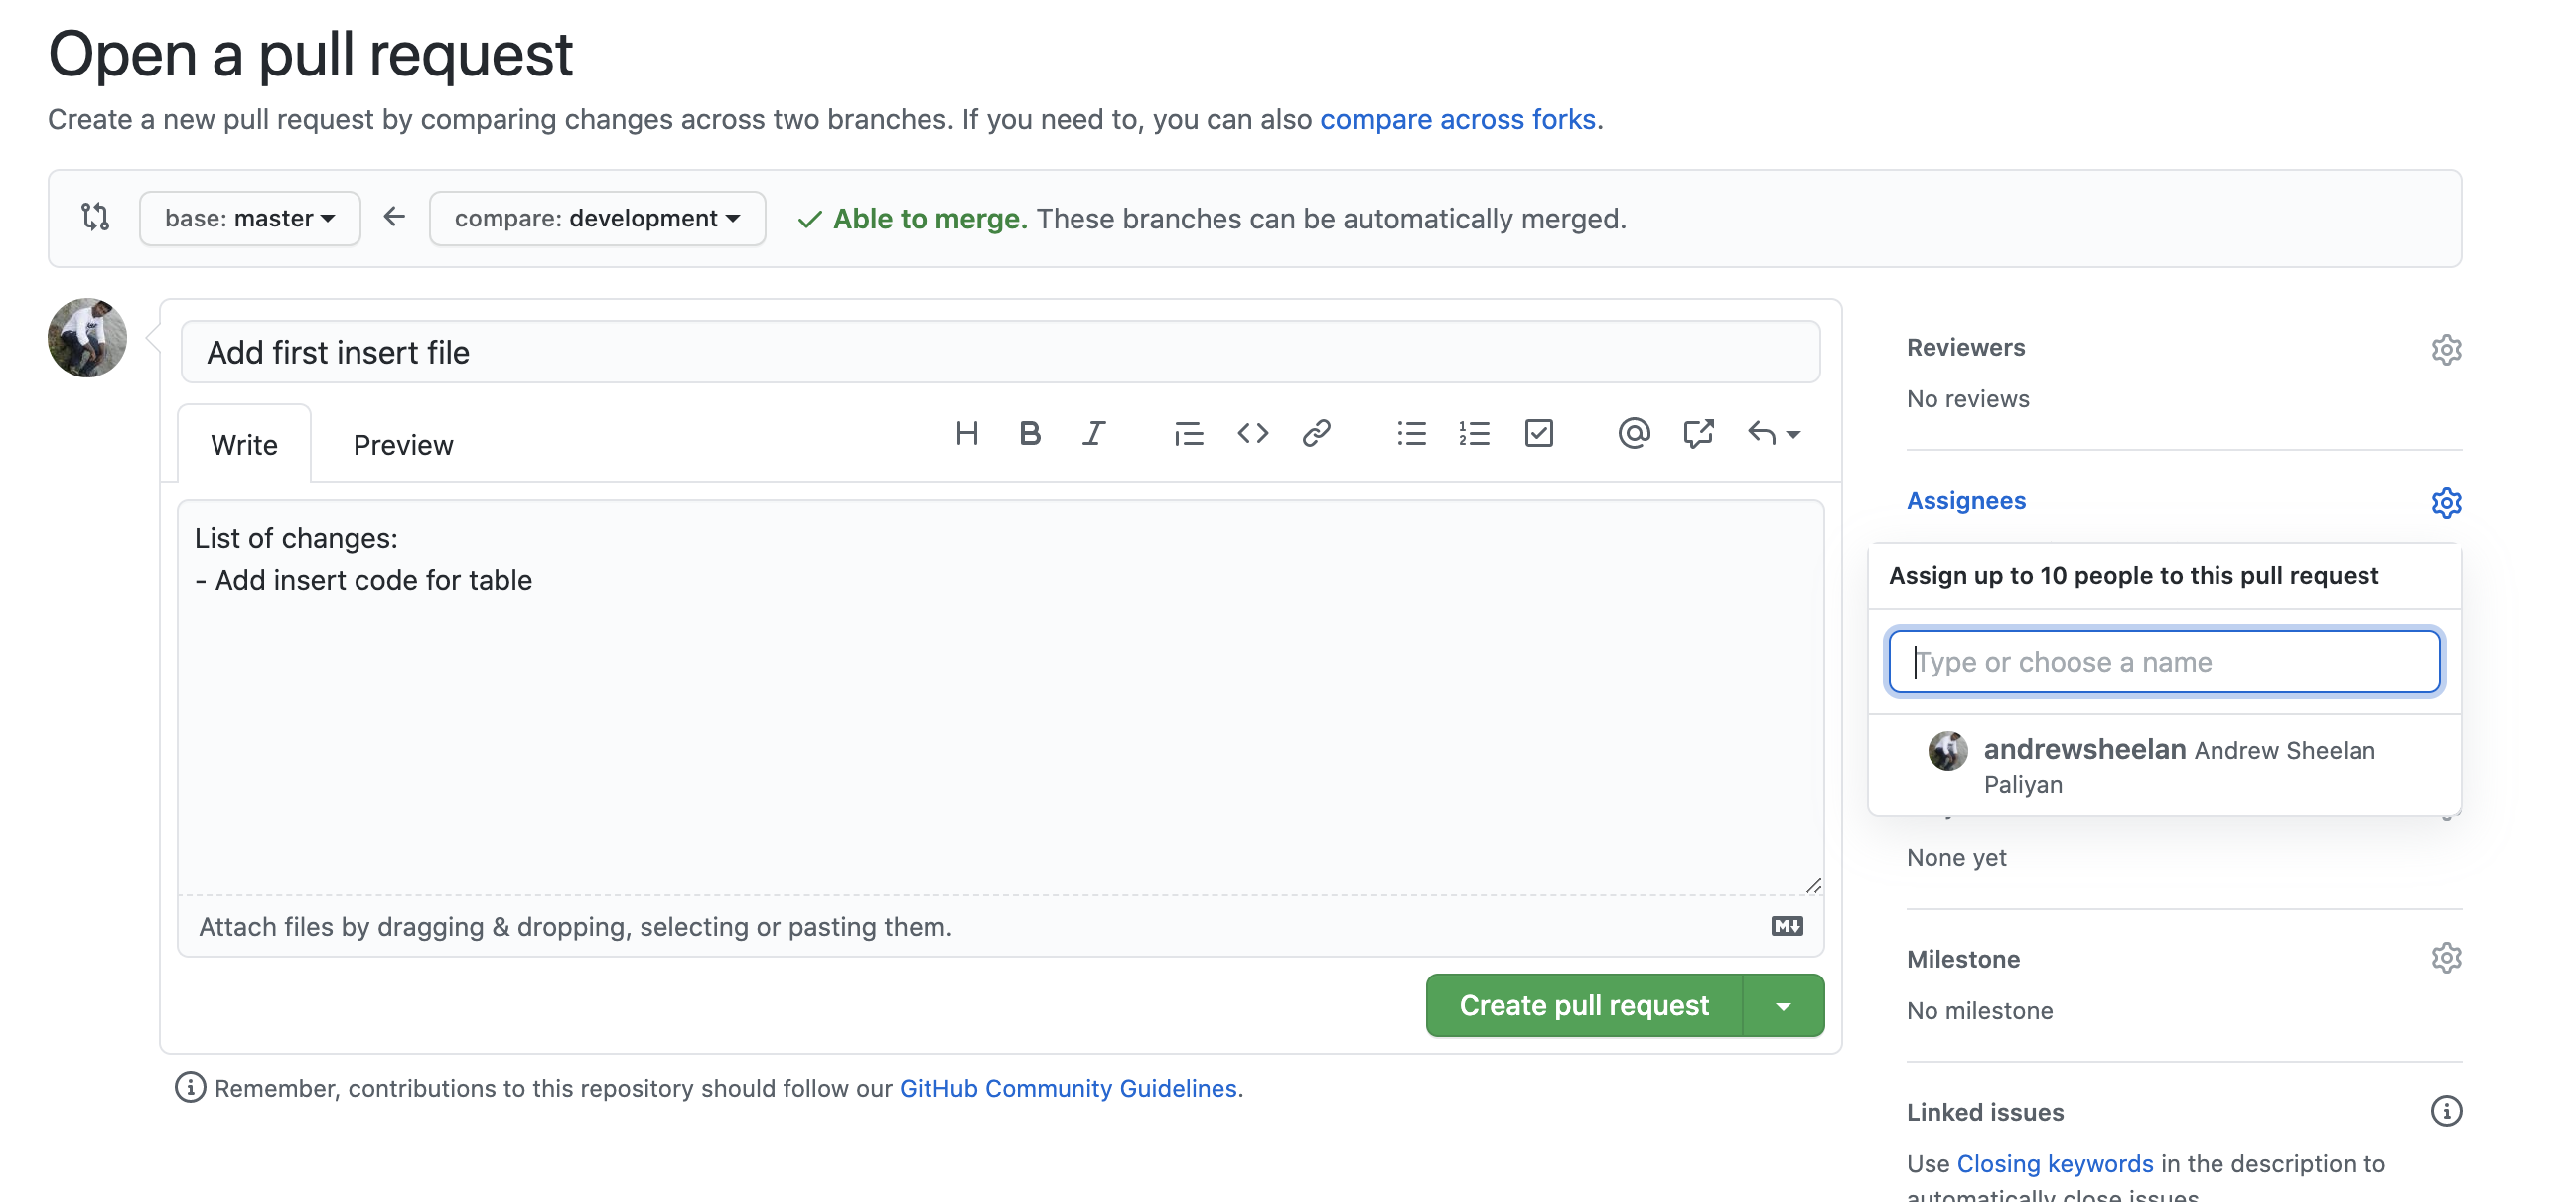 Open a pull request
Create a new pull request by comparing changes across two branches. If you need to, you can also compare across forks.
base: master
compare: development
Able to merge. These branches can be automatically merged.
Add first insert file
Write
Preview
H B I
List of changes:
- Add insert code for table
Attach files by dragging & dropping, selecting or pasting them.
M
Create pull request
Remember, contributions to this repository should follow our GitHub Community Guidelines.
Reviewers
No reviews
Assignees
Assign up to 10 people to this pull request
Type or choose a name
andrewsheelan Andrew Sheelan
Paliyan
None yet
Milestone
No milestone
Linked issues
Use Closing keywords in the description to
automatically close issues